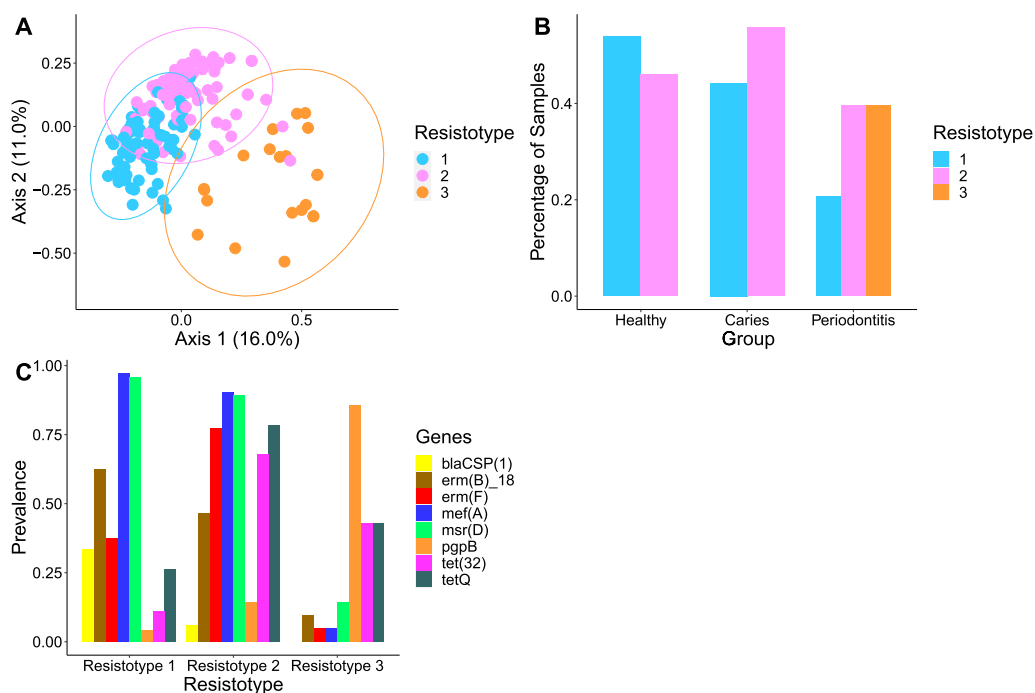 A
0.25
0.00
−0.25
−0.50
Axis 2 (11.0%)
0.0
0.5
Axis 1 (16.0%)
Resistotype
1
2
3
B
0.4
0.2
0.0
Percentage of Samples
Healthy
Caries
Periodontitis
Group
Resistotype
1
2
3
C
1.00
0.75
0.50
0.25
0.00
Prevalence
Resistotype 1
Resistotype 2
Resistotype 3
Resistotype
Genes
blaCSP(1)
erm(B)_18
erm(F)
mef(A)
msr(D)
pgpB
tet(32)
tetQ